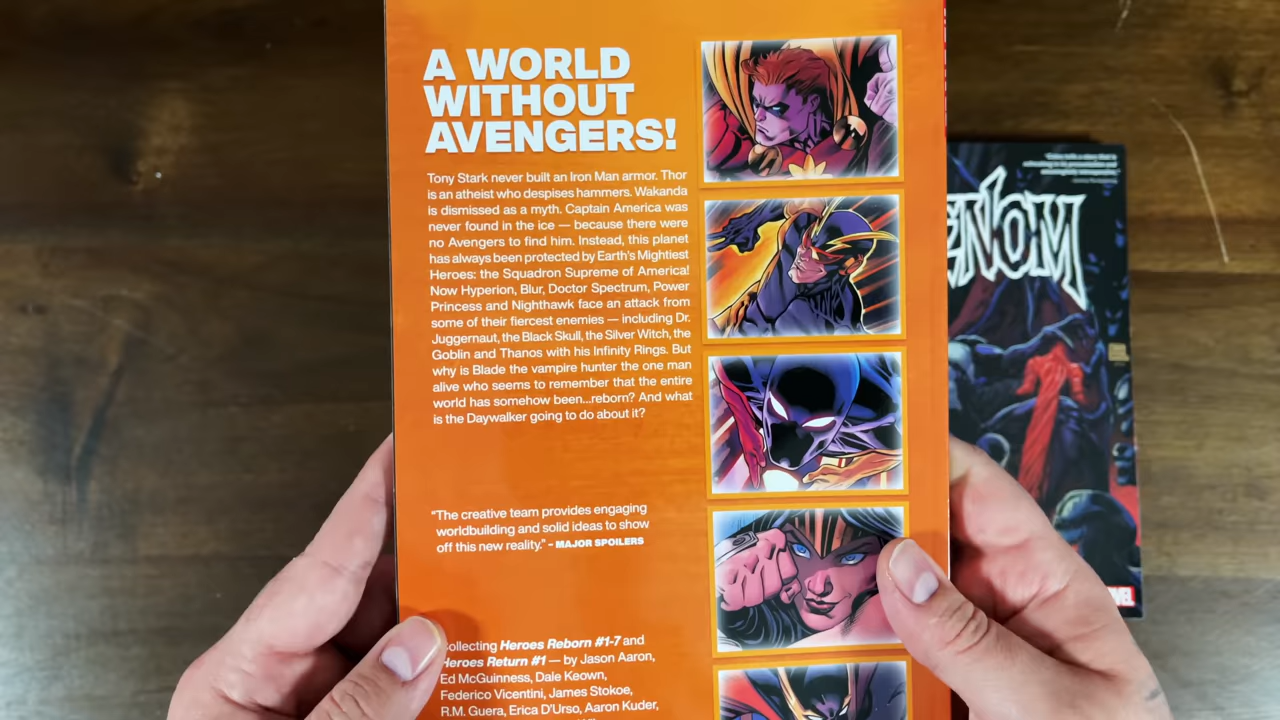 A WORLD
WITHOUT
AVENGERS!
Tony Stark never built an Iron Man armor. Thor
is an atheist who despises hammers. Wakanda
is dismissed as a myth. Captain America was
never found in the ice — because there were
no Avengers to find him. Instead, this planet
has always been protected by Earth's Mightiest
Heroes: the Squadron Supreme of America!
Now Hyperion, Blur, Doctor Spectrum, Power
Princess and Nighthawk face an attack from
some of their fiercest enemies — including Dr.
Juggernaut, the Black Skull, the Silver Witch, the
Goblin and Thanos with his Infinity Rings. But
why is Blade the vampire hunter the one man
alive who seems to remember that the entire
world has somehow been...reborn? And what
is the Daywalker going to do about it?
"The creative team provides engaging
worldbuilding and solid ideas to show
off this new reality." – MAJOR SPOILERS
ollecting Heroes Reborn #1-7 and
Heroes Return #1 — by Jason Aaron,
Ed McGuinness, Dale Keown,
Federico Vicentini, James Stokoe,
R.M. Guera, Erica D'Urso, Aaron Kuder,
ENOM
VEL